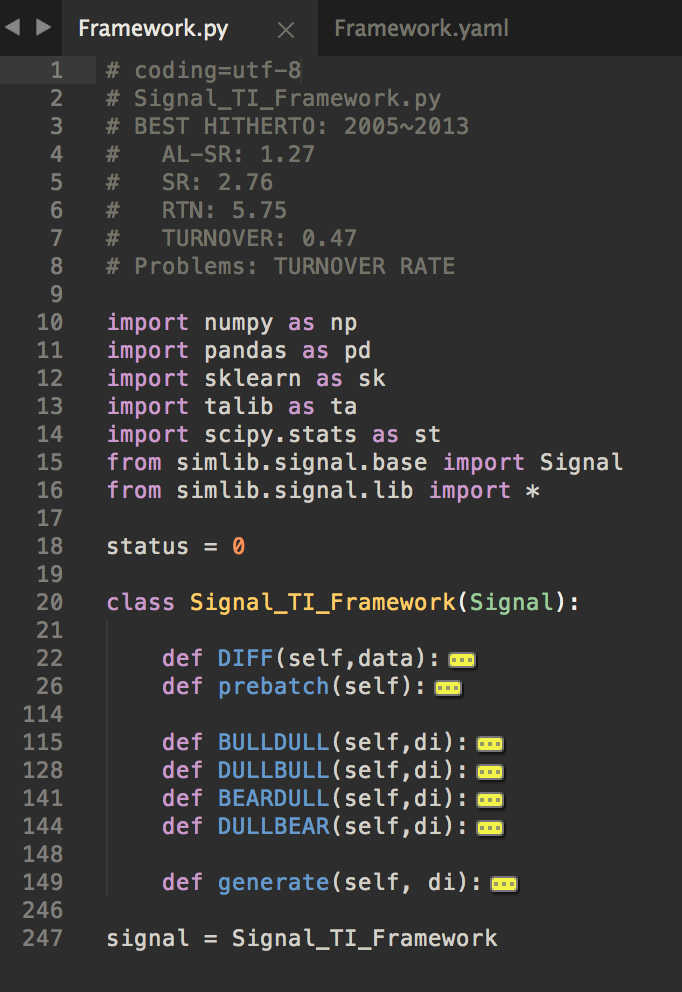 Framework.py × Framework.yaml
1 # coding=utf-8
2 # Signal_TI_Framework.py
3 # BEST HITHERTO: 2005~2013
4 #   AL-SR: 1.27
5 #   SR: 2.76
6 #   RTN: 5.75
7 #   TURNOVER: 0.47
8 # Problems: TURNOVER RATE
9
10 import numpy as np
11 import pandas as pd
12 import sklearn as sk
13 import talib as ta
14 import scipy.stats as st
15 from simlib.signal.base import Signal
16 from simlib.signal.lib import *
17
18 status = 0
19
20 class Signal_TI_Framework(Signal):
21
22     def DIFF(self,data):
26     def prebatch(self):
114
115     def BULLDULL(self,di):
128     def DULLBULL(self,di):
141     def BEARDULL(self,di):
144     def DULLBEAR(self,di):
148
149     def generate(self, di):
246
247 signal = Signal_TI_Framework